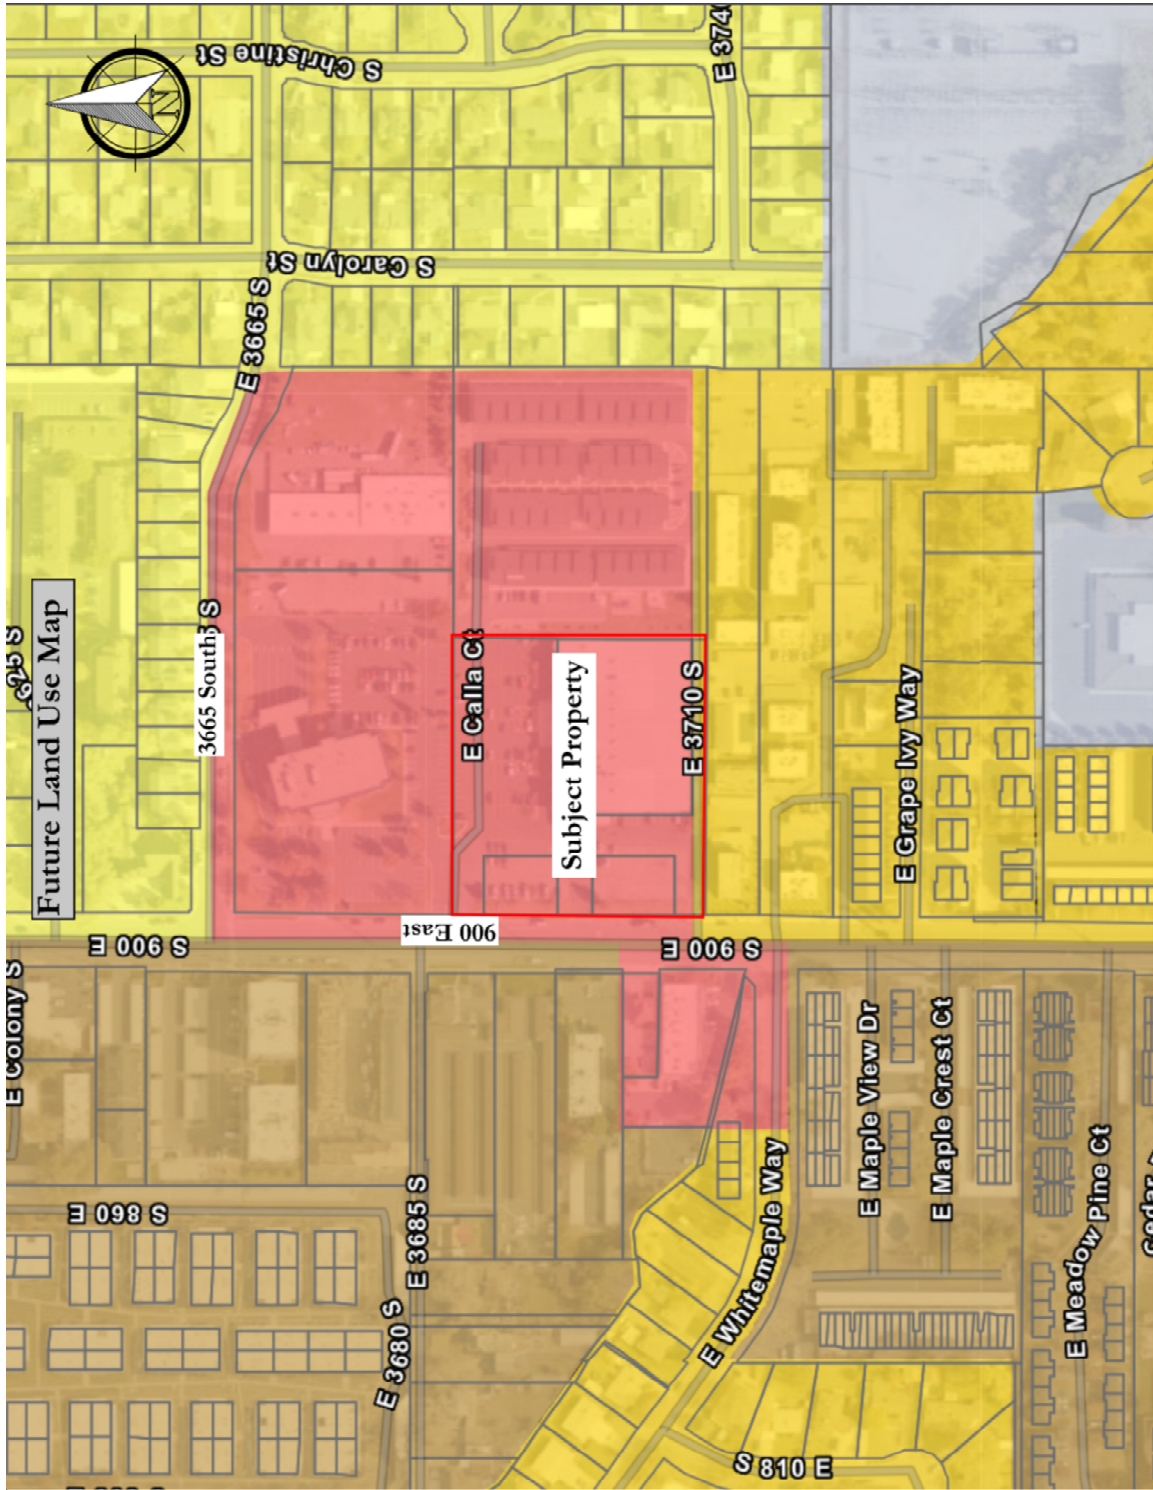 Future Land Use Map
N
S Christine St
E 3740
S Carolyn St
E 3665 S
3665 South
S
E Calla Ct
Subject Property
E 3710 S
E Grape Ivy Way
900 East
S 900 E
S 900 E
E Colony S
E Maple View Dr
E Maple Crest Ct
E Meadow Pine Ct
E Whitemaple Way
S 860 E
E 3685 S
E 3680 S
S 810 E